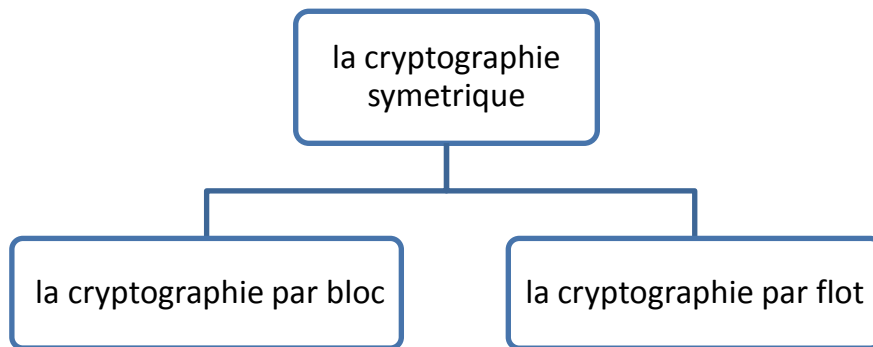 la cryptographie
symetrique
la cryptographie par bloc
la cryptographie par flot